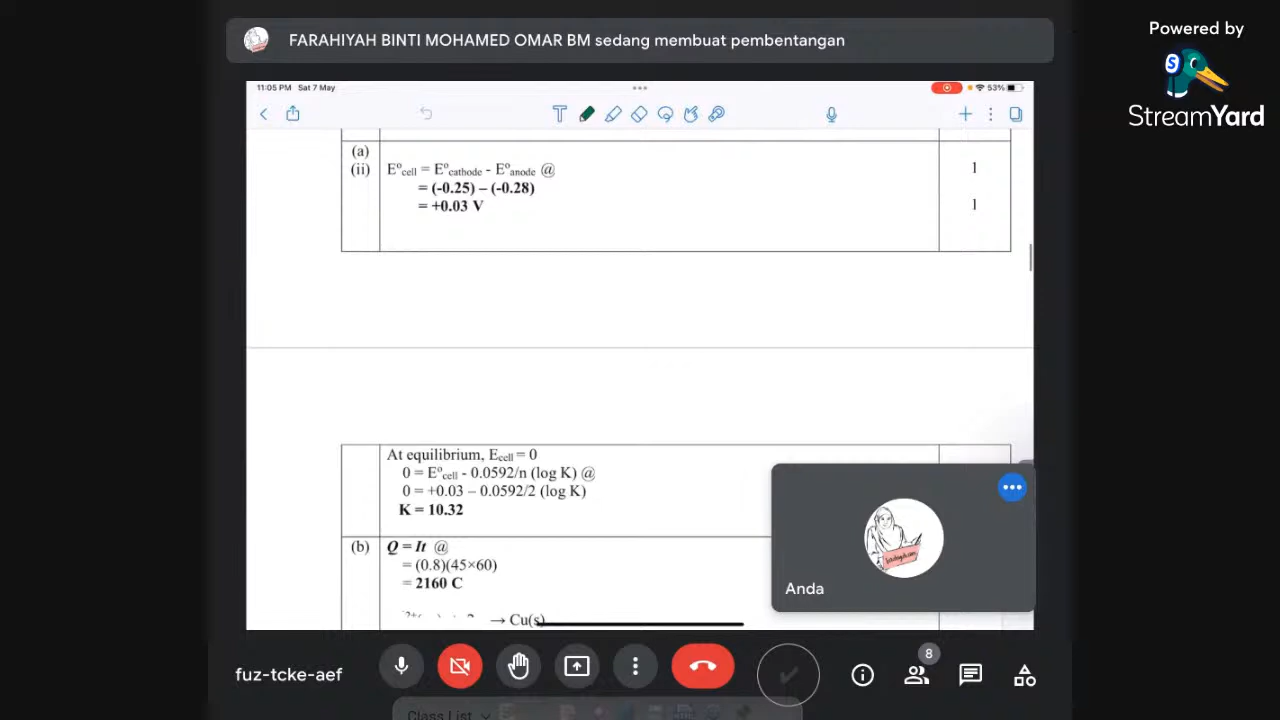 FARAHIYAH BINTI MOHAMED OMAR BM sedang membuat pembentangan
Powered by
StreamYard
11:05 PM Sat 7 May
53%
(a)
(ii) E°cell = E°cathode - E°anode @ 1
= (-0.25) – (-0.28)
= +0.03 V 1
At equilibrium, Ecell = 0
0 = E°cell - 0.0592/n (log K) @
0 = +0.03 – 0.0592/2 (log K)
K = 10.32
(b) Q = It @
= (0.8)(45×60)
= 2160 C
→ Cu(s)
Anda
fuz-tcke-aef
8
Class List